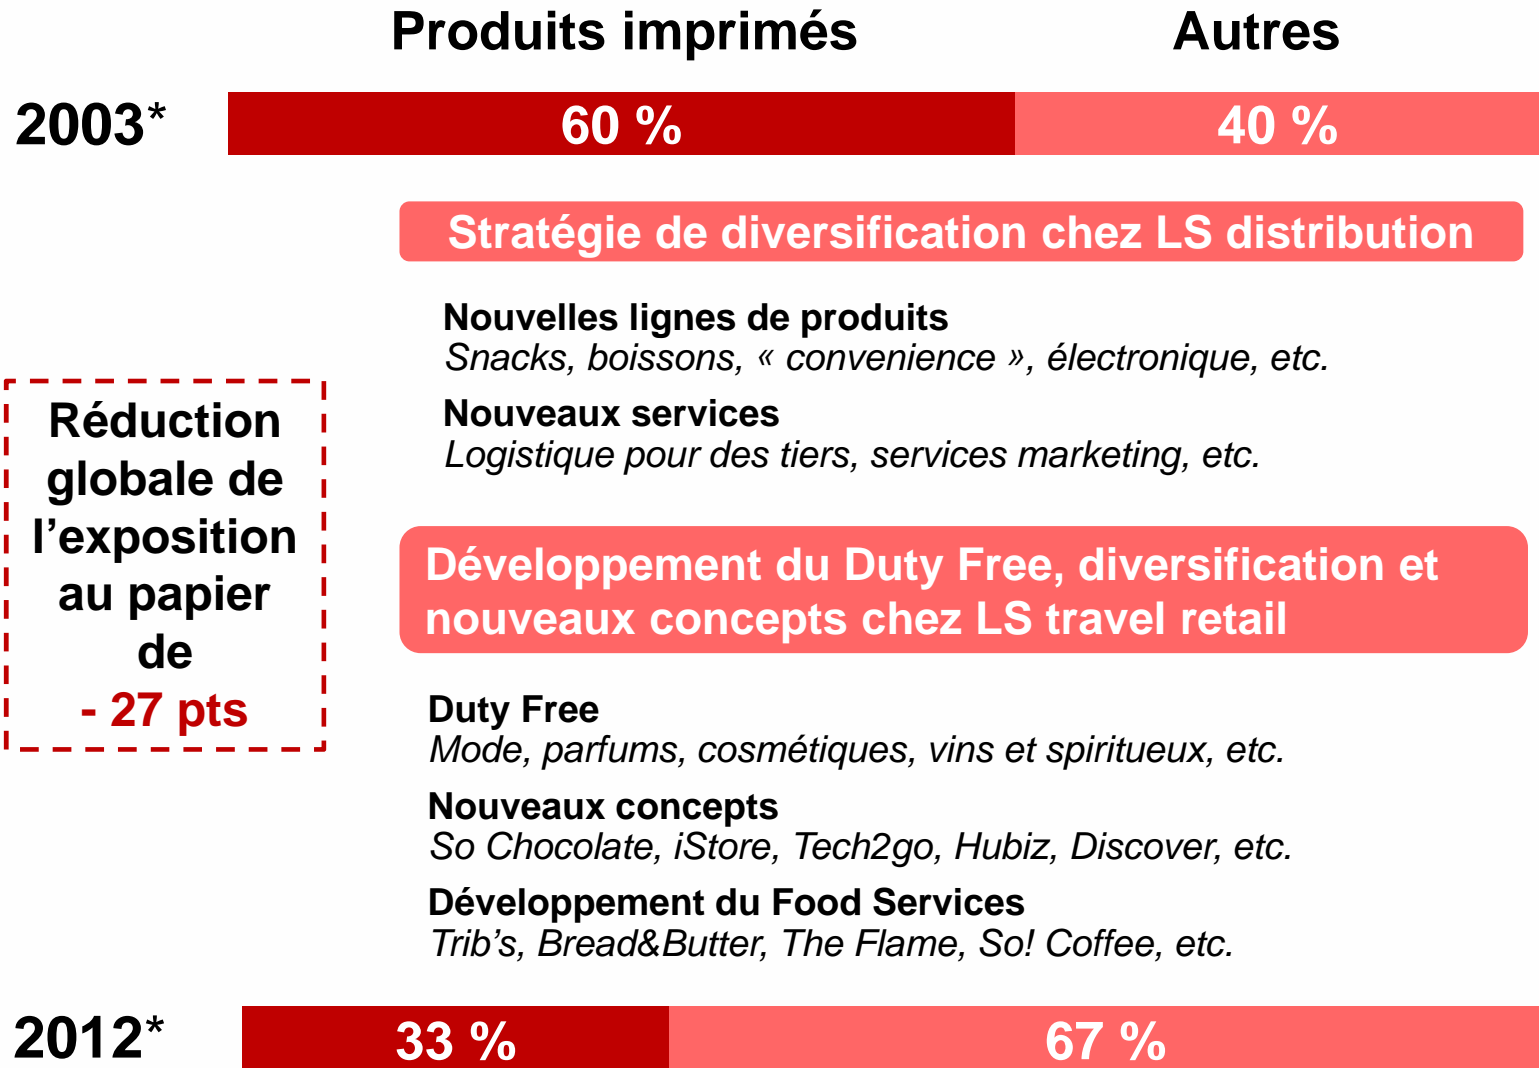 Produits imprimés
Autres
2003*
60 %
40 %
Stratégie de diversification chez LS distribution
Nouvelles lignes de produits
Snacks, boissons, « convenience », électronique, etc.
Nouveaux services
Logistique pour des tiers, services marketing, etc.
Réduction
globale de
l’exposition
au papier
de
- 27 pts
Développement du Duty Free, diversification et
nouveaux concepts chez LS travel retail
Duty Free
Mode, parfums, cosmétiques, vins et spiritueux, etc.
Nouveaux concepts
So Chocolate, iStore, Tech2go, Hubiz, Discover, etc.
Développement du Food Services
Trib’s, Bread&Butter, The Flame, So! Coffee, etc.
2012*
33 %
67 %